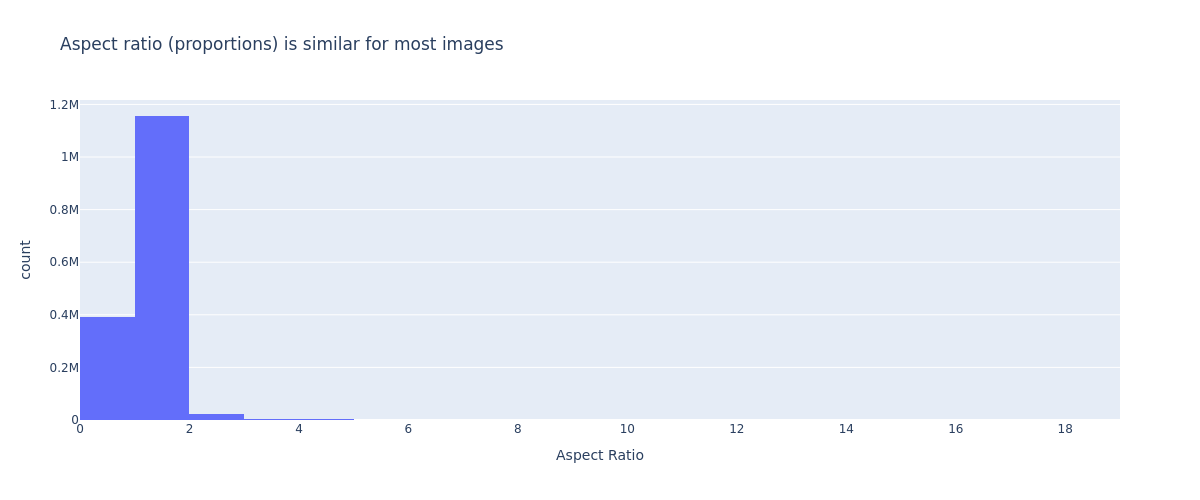 Aspect ratio (proportions) is similar for most images
1.2M
1M
0.8M
0.6M
0.4M
0.2M
0
count
0 2 4 6 8 10 12 14 16 18
Aspect Ratio